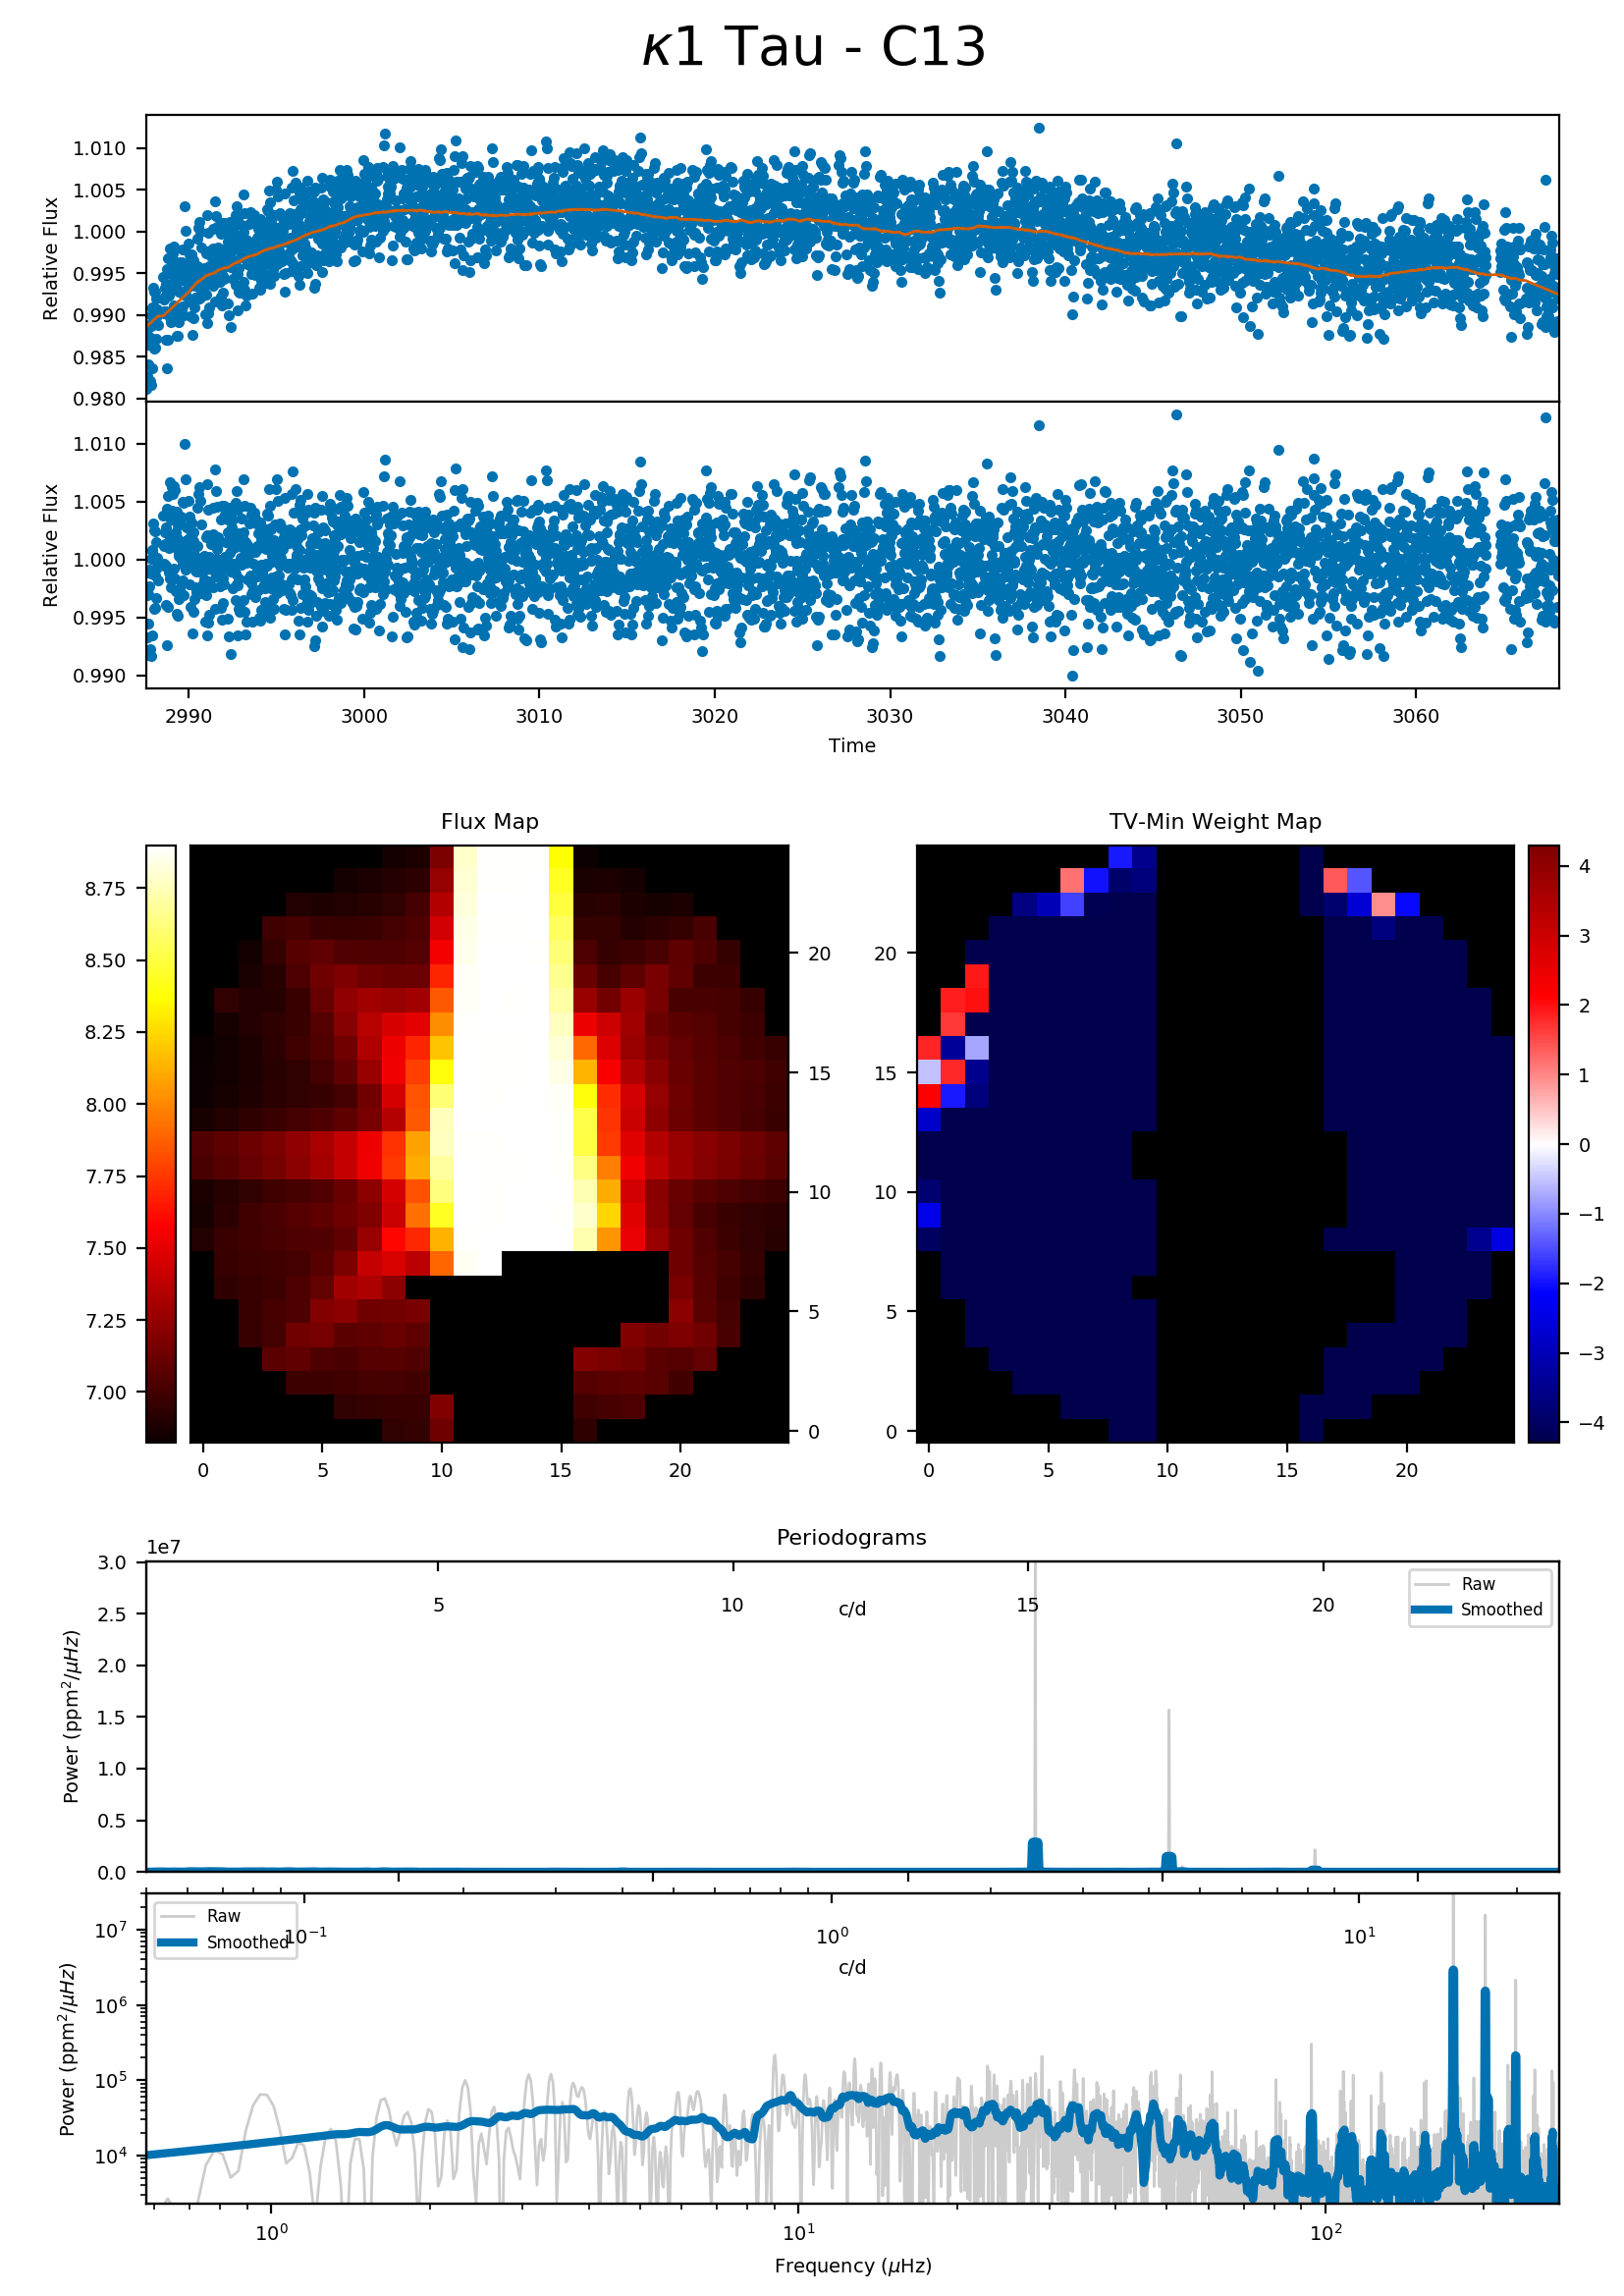 κ1 Tau - C13
Relative Flux
1.010
1.005
1.000
0.995
0.990
0.985
0.980
Relative Flux
1.010
1.005
1.000
0.995
0.990
2990 3000 3010 3020 3030 3040 3050 3060
Time
Flux Map
8.75
8.50
8.25
8.00
7.75
7.50
7.25
7.00
20
15
10
5
0
0 5 10 15 20
TV-Min Weight Map
20
15
10
5
0
0 5 10 15 20
4
3
2
1
0
−1
−2
−3
−4
Periodograms
1e7
Power (ppm²/μHz)
3.0
2.5
2.0
1.5
1.0
0.5
0.0
5 10 15 20
c/d
Raw
Smoothed
Power (ppm²/μHz)
10⁷
10⁶
10⁵
10⁴
Raw
Smoothed
10⁻¹ 10⁰ 10¹
c/d
10⁰ 10¹ 10²
Frequency (μHz)